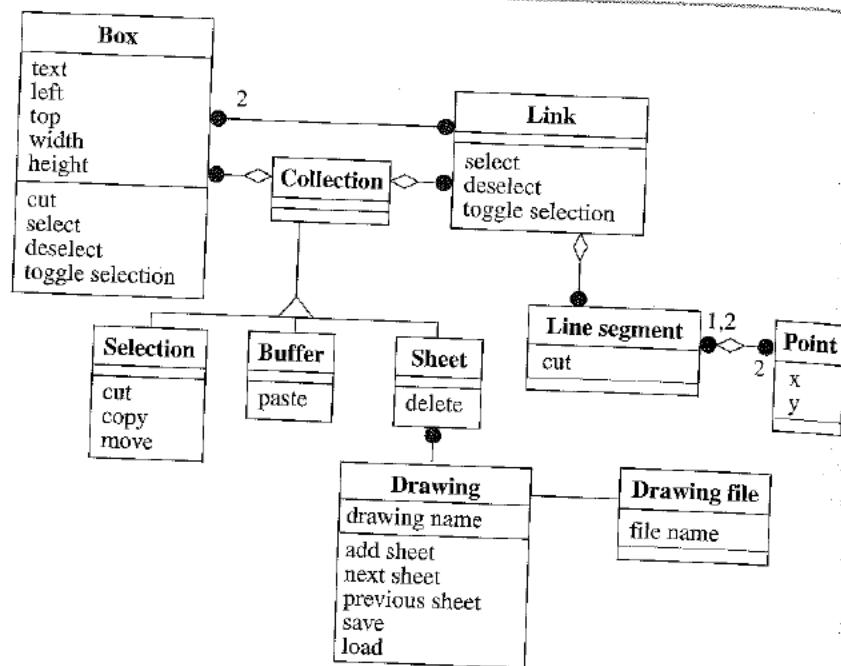 Box
text
left
top
width
height
cut
select
deselect
toggle selection
2
Link
select
deselect
toggle selection
Collection
Selection
cut
copy
move
Buffer
paste
Sheet
delete
Line segment
cut
1,2
2
Point
x
y
Drawing
drawing name
add sheet
next sheet
previous sheet
save
load
Drawing file
file name